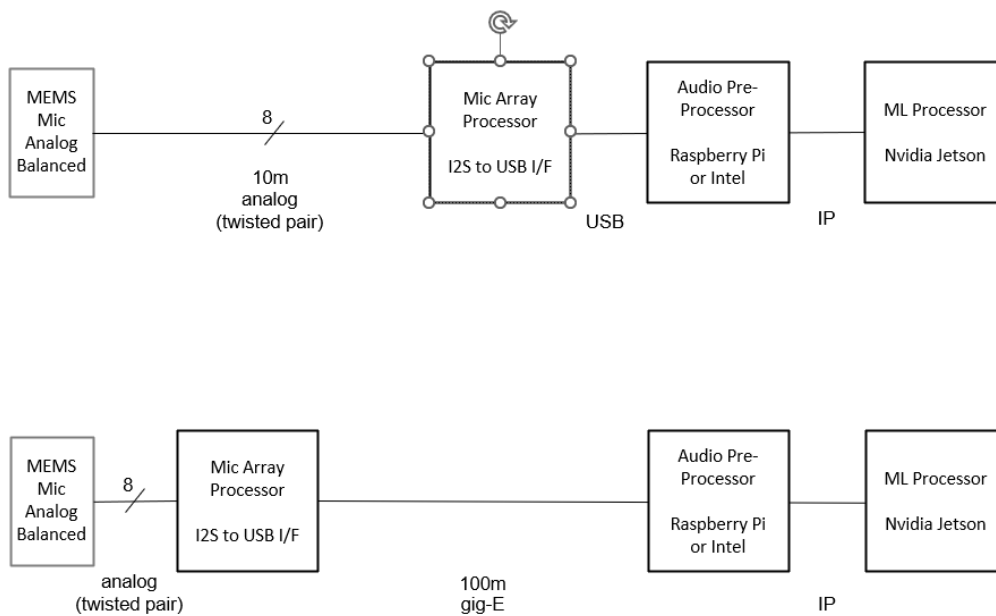 MEMS
Mic
Analog
Balanced
8
10m
analog
(twisted pair)
Mic Array
Processor
I2S to USB I/F
USB
Audio Pre-
Processor
Raspberry Pi
or Intel
IP
ML Processor
Nvidia Jetson
MEMS
Mic
Analog
Balanced
8
analog
(twisted pair)
Mic Array
Processor
I2S to USB I/F
100m
gig-E
Audio Pre-
Processor
Raspberry Pi
or Intel
IP
ML Processor
Nvidia Jetson